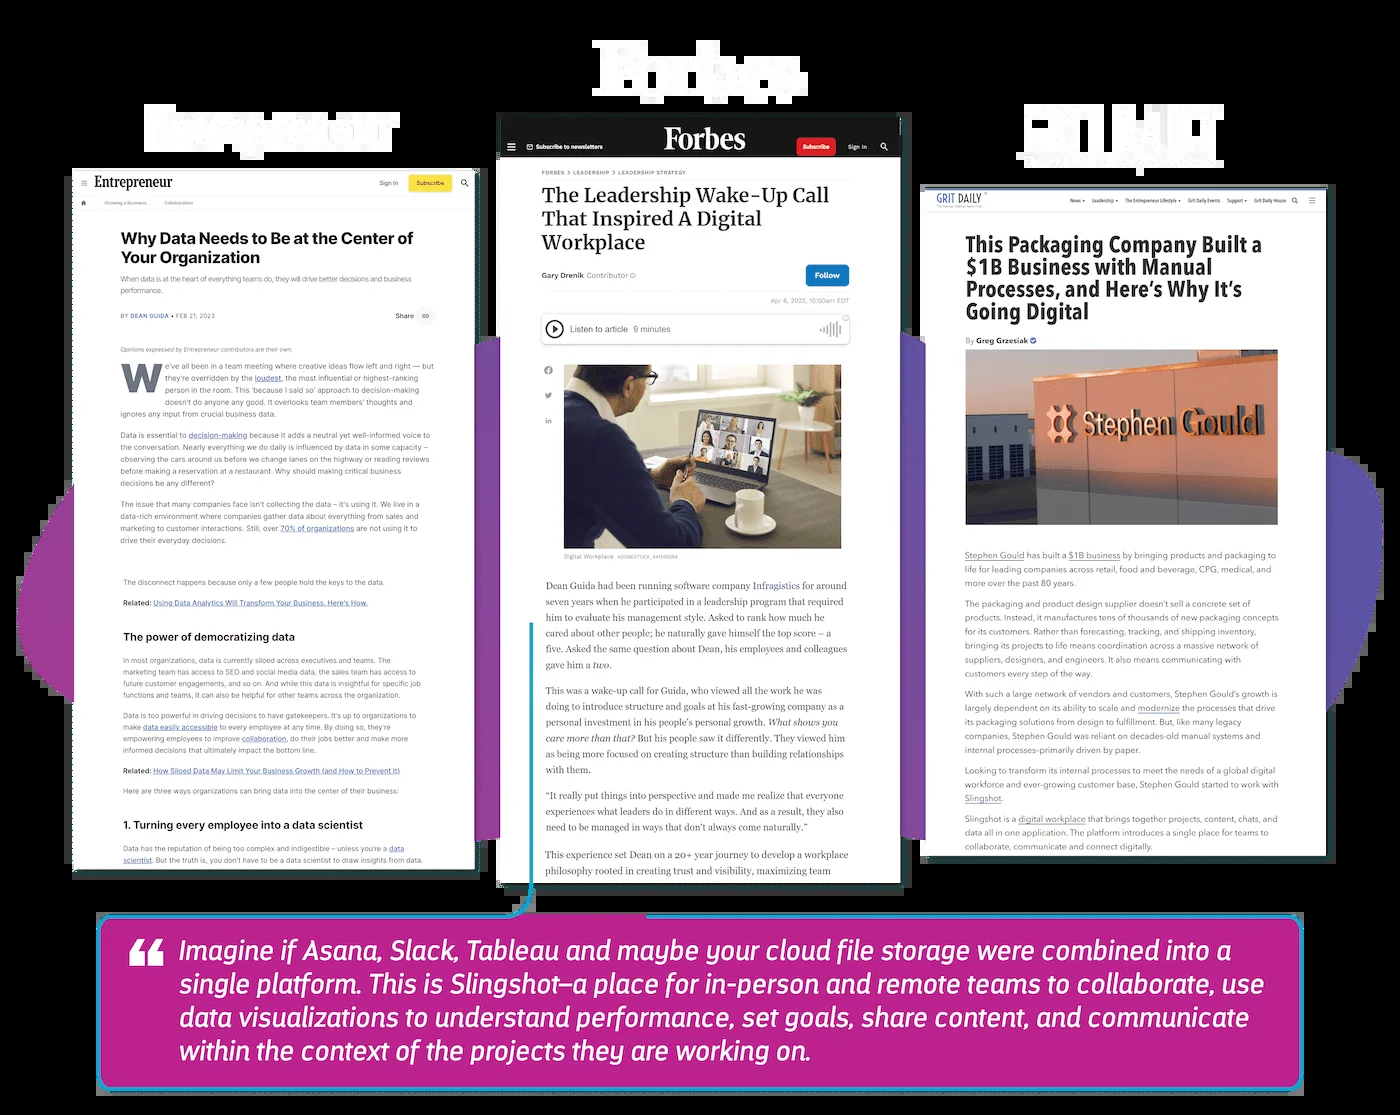 Forbes
Entrepreneur
Entrepreneur
Sign In
Subscribe
Growing a Business
Collaboration
Why Data Needs to Be at the Center of
Your Organization
When data is at the heart of everything teams do, they will drive better decisions and business
performance.
BY DEAN GUIDA • FEB 21, 2023
Share
Opinions expressed by Entrepreneur contributors are their own.
We've all been in a team meeting where creative ideas flow left and right — but
they're overridden by the loudest, the most influential or highest-ranking
person in the room. This 'because I said so' approach to decision-making
doesn't do anyone any good. It overlooks team members' thoughts and
ignores any input from crucial business data.
Data is essential to decision-making because it adds a neutral yet well-informed voice to
the conversation. Nearly everything we do daily is influenced by data in some capacity –
observing the cars around us before we change lanes on the highway or reading reviews
before making a reservation at a restaurant. Why should making critical business
decisions be any different?
The issue that many companies face isn't collecting the data – it's using it. We live in a
data-rich environment where companies gather data about everything from sales and
marketing to customer interactions. Still, over 70% of organizations are not using it to
drive their everyday decisions.
The disconnect happens because only a few people hold the keys to the data.
Related: Using Data Analytics Will Transform Your Business. Here's How.
The power of democratizing data
In most organizations, data is currently siloed across executives and teams. The
marketing team has access to SEO and social media data, the sales team has access to
future customer engagements, and so on. And while this data is insightful for specific job
functions and teams, it can also be helpful for other teams across the organization.
Data is too powerful in driving decisions to have gatekeepers. It's up to organizations to
make data easily accessible to every employee at any time. By doing so, they're
empowering employees to improve collaboration, do their jobs better and make more
informed decisions that ultimately impact the bottom line.
Related: How Siloed Data May Limit Your Business Growth (and How to Prevent It)
Here are three ways organizations can bring data into the center of their business:
1. Turning every employee into a data scientist
Data has the reputation of being too complex and indigestible – unless you're a data
scientist. But the truth is, you don't have to be a data scientist to draw insights from data.
Subscribe to newsletters
Forbes
Subscribe
Sign In
FORBES > LEADERSHIP > LEADERSHIP STRATEGY
The Leadership Wake-Up Call
That Inspired A Digital
Workplace
Gary Drenik Contributor
Follow
Apr 6, 2022, 10:00am EDT
Listen to article 9 minutes
Digital Workplace
Dean Guida had been running software company Infragistics for around
seven years when he participated in a leadership program that required
him to evaluate his management style. Asked to rank how much he
cared about other people; he naturally gave himself the top score – a
five. Asked the same question about Dean, his employees and colleagues
gave him a two.
This was a wake-up call for Guida, who viewed all the work he was
doing to introduce structure and goals at his fast-growing company as a
personal investment in his people's personal growth. What shows you
care more than that? But his people saw it differently. They viewed him
as being more focused on creating structure than building relationships
with them.
“It really put things into perspective and made me realize that everyone
experiences what leaders do in different ways. And as a result, they also
need to be managed in ways that don't always come naturally.”
This experience set Dean on a 20+ year journey to develop a workplace
philosophy rooted in creating trust and visibility, maximizing team
GRIT DAILY
News
Leadership
The Entrepreneur Lifestyle
Grit Daily Events
Support
Grit Daily House
This Packaging Company Built a
$1B Business with Manual
Processes, and Here's Why It's
Going Digital
By Greg Grzesiak
Stephen Gould
Stephen Gould has built a $1B business by bringing products and packaging to
life for leading companies across retail, food and beverage, CPG, medical, and
more over the past 80 years.
The packaging and product design supplier doesn't sell a concrete set of
products. Instead, it manufactures tens of thousands of new packaging concepts
for its customers. Rather than forecasting, tracking, and shipping inventory,
bringing its projects to life means coordination across a massive network of
suppliers, designers, and engineers. It also means communicating with
customers every step of the way.
With such a large network of vendors and customers, Stephen Gould's growth is
largely dependent on its ability to scale and modernize the processes that drive
its packaging solutions from design to fulfillment. But, like many legacy
companies, Stephen Gould was reliant on decades-old manual systems and
internal processes-primarily driven by paper.
Looking to transform its internal processes to meet the needs of a global digital
workforce and ever-growing customer base, Stephen Gould started to work with
Slingshot.
Slingshot is a digital workplace that brings together projects, content, chats, and
data all in one application. The platform introduces a single place for teams to
collaborate, communicate and connect digitally.
“ Imagine if Asana, Slack, Tableau and maybe your cloud file storage were combined into a
single platform. This is Slingshot–a place for in-person and remote teams to collaborate, use
data visualizations to understand performance, set goals, share content, and communicate
within the context of the projects they are working on.